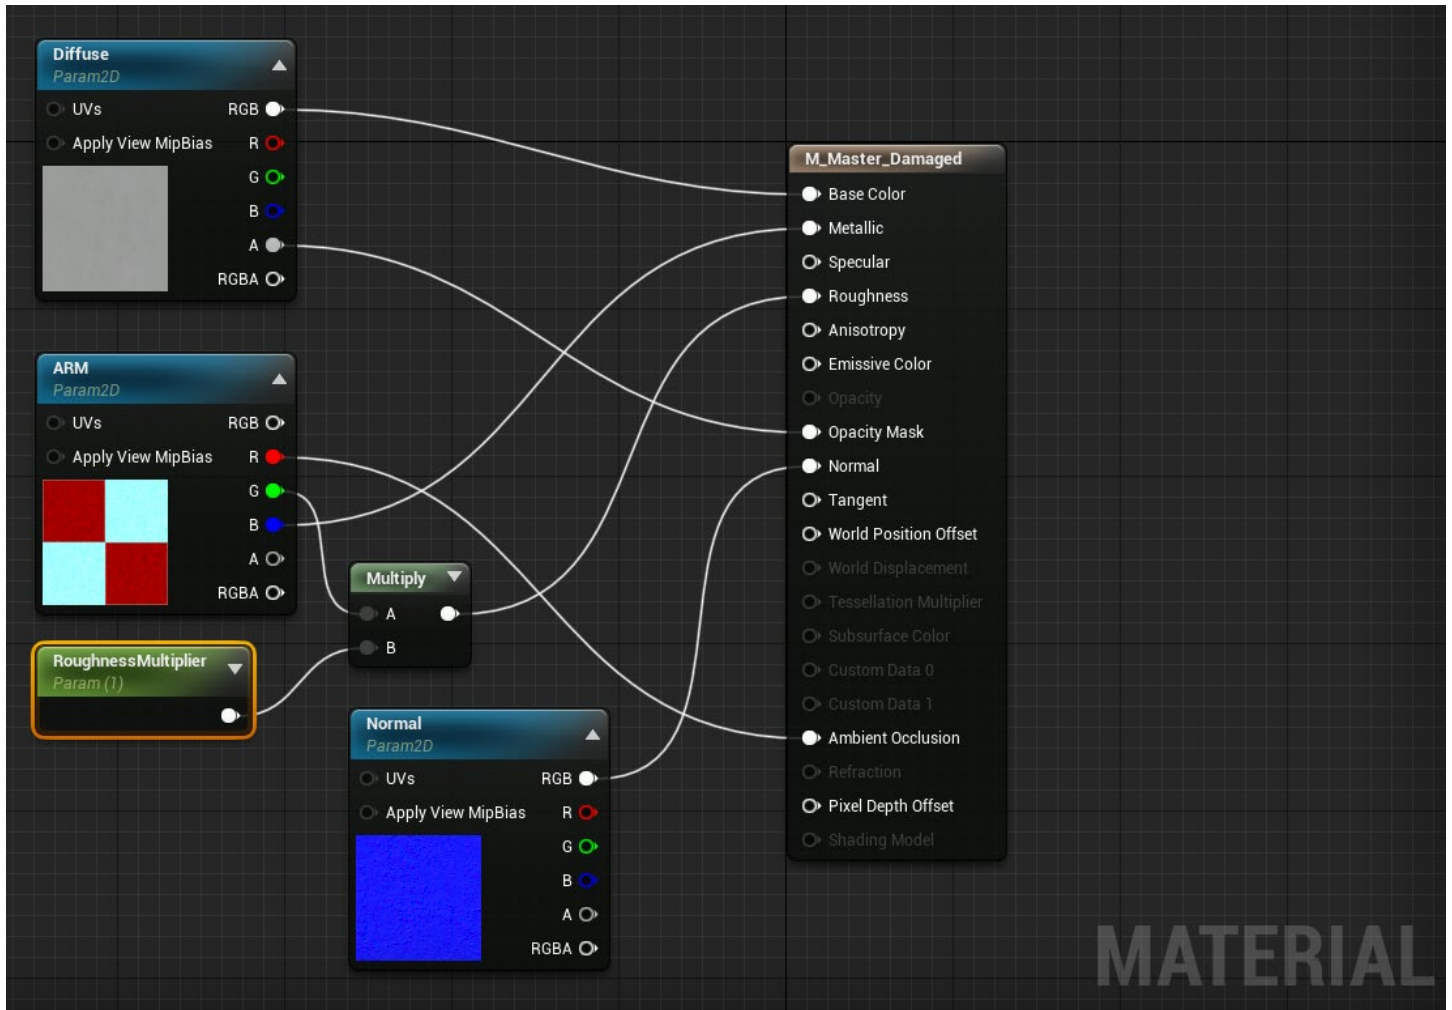 Diffuse
Param2D
UVs RGB
Apply View MipBias R
G
B
A
RGBA
ARM
Param2D
UVs RGB
Apply View MipBias R
G
B
A
RGBA
RoughnessMultiplier
Param (1)
Multiply
A
B
Normal
Param2D
UVs RGB
Apply View MipBias R
G
B
A
RGBA
M_Master_Damaged
Base Color
Metallic
Specular
Roughness
Anisotropy
Emissive Color
Opacity
Opacity Mask
Normal
Tangent
World Position Offset
World Displacement
Tessellation Multiplier
Subsurface Color
Custom Data 0
Custom Data 1
Ambient Occlusion
Refraction
Pixel Depth Offset
Shading Model
MATERIAL